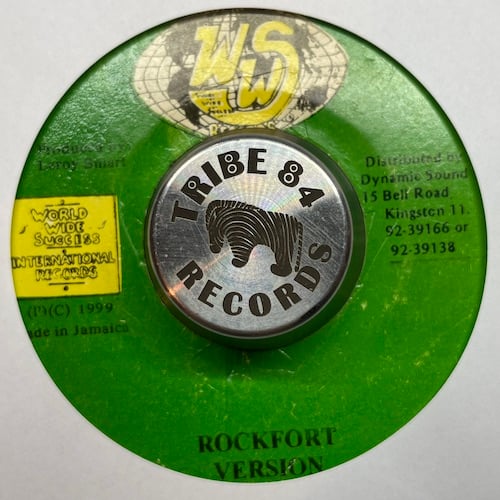 WWS
Produced by
Leroy Smart
WORLD
WIDE
SUCCESS
INTERNATIONAL
RECORDS
(P)(C) 1999
ade in Jamaica
TRIBE 84
RECORDS
Distributed by
Dynamic Sound
15 Bell Road
Kingston 11.
92-39166 or
92-39138
ROCKFORT
VERSION